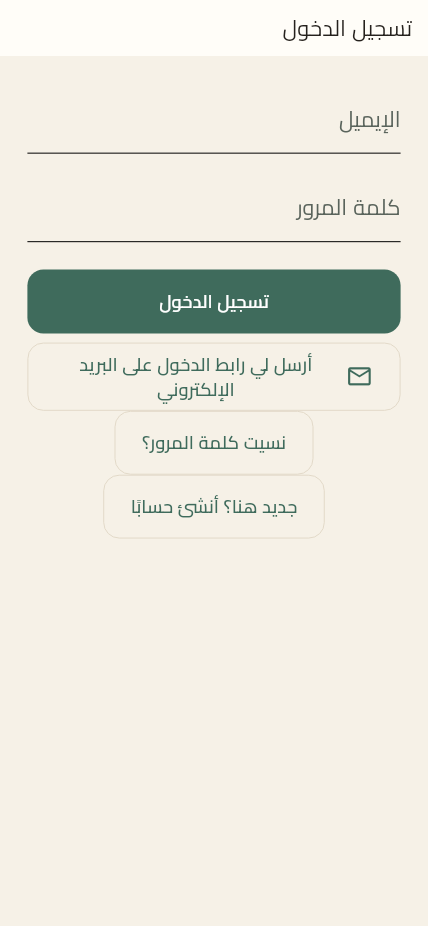 تسجيل الدخول
الإيميل
كلمة المرور
تسجيل الدخول
أرسل لي رابط الدخول على البريد
الإلكتروني
نسيت كلمة المرور؟
جديد هنا؟ أنشئ حسابًا